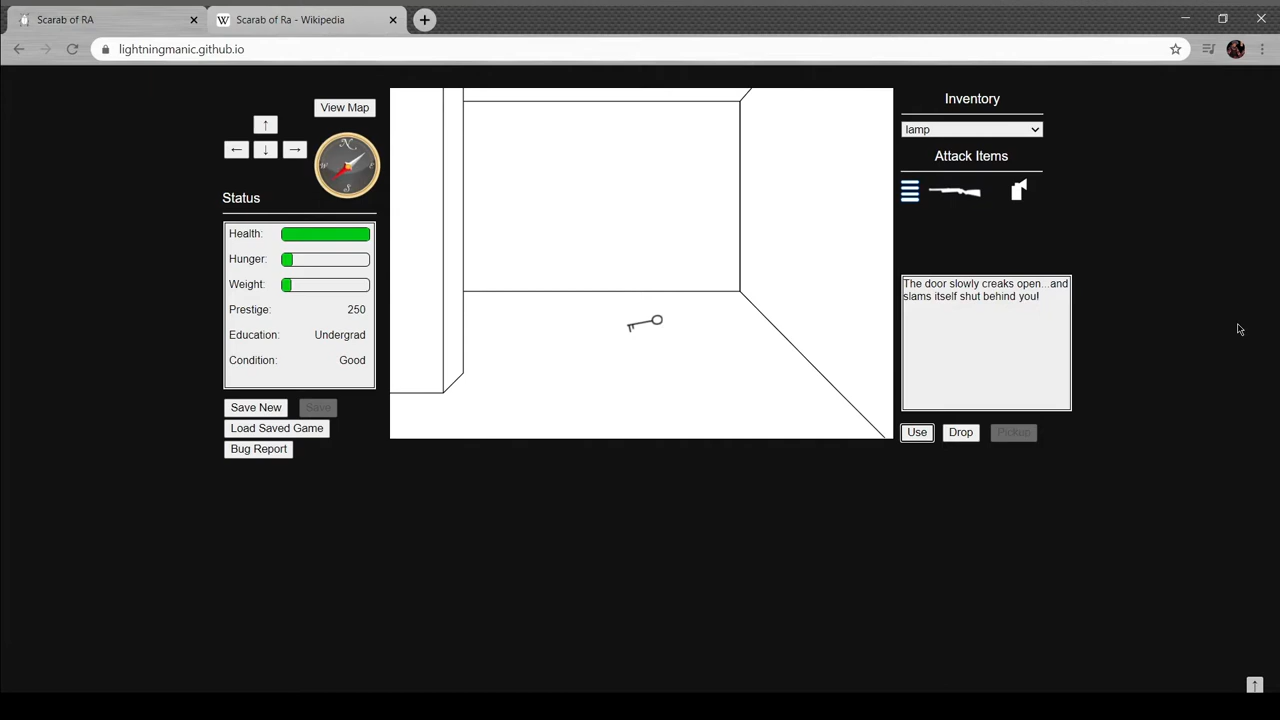 Scarab of RA
Scarab of Ra - Wikipedia
lightningmanic.github.io
View Map
↑
← ↓ →
N
W E
S
Status
Health:
Hunger:
Weight:
Prestige: 250
Education: Undergrad
Condition: Good
Save New Save
Load Saved Game
Bug Report
Inventory
lamp
Attack Items
The door slowly creaks open...and
slams itself shut behind you!
Use Drop Pickup
↑